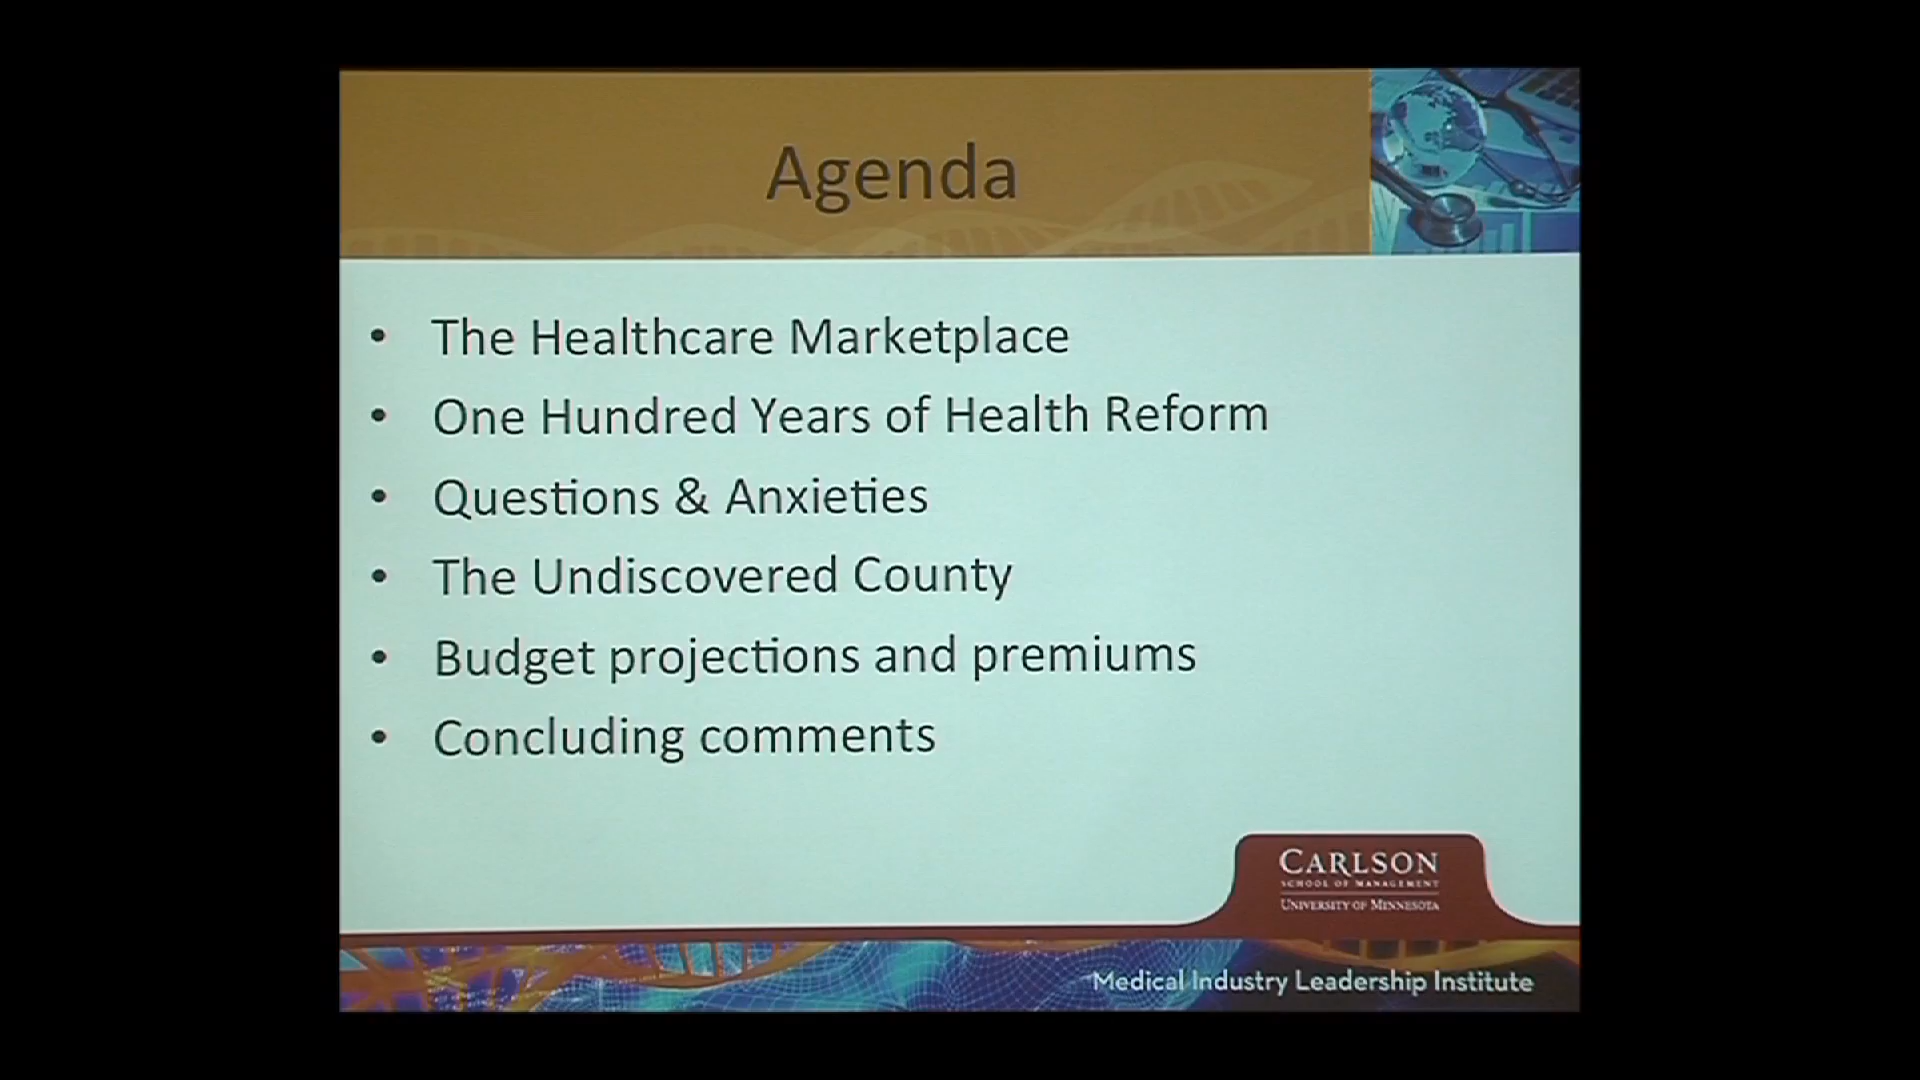 Agenda
• The Healthcare Marketplace
• One Hundred Years of Health Reform
• Questions & Anxieties
• The Undiscovered County
• Budget projections and premiums
• Concluding comments
CARLSON
SCHOOL OF MANAGEMENT
UNIVERSITY OF MINNESOTA
Medical Industry Leadership Institute